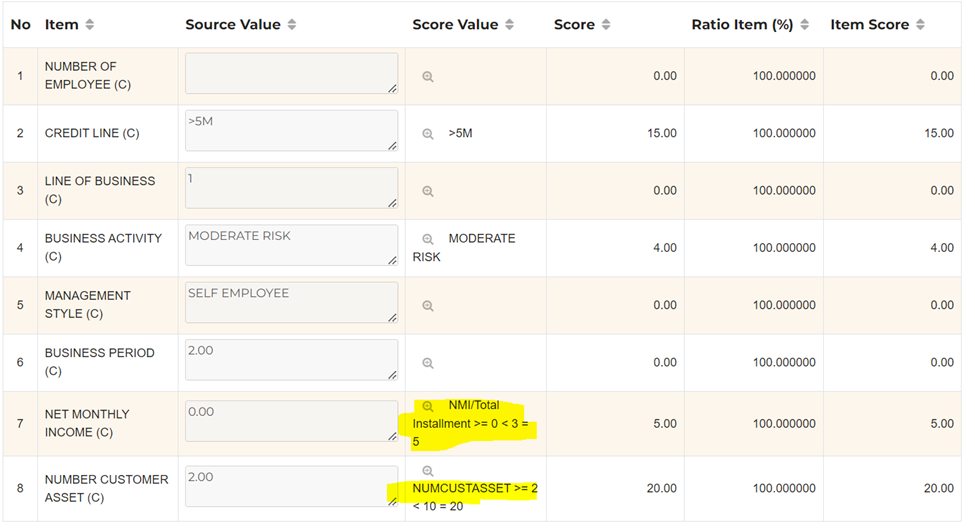 No Item Source Value Score Value Score Ratio Item (%) Item Score
1 NUMBER OF EMPLOYEE (C) 0.00 100.000000 0.00
2 CREDIT LINE (C) >5M >5M 15.00 100.000000 15.00
3 LINE OF BUSINESS (C) 1 0.00 100.000000 0.00
4 BUSINESS ACTIVITY (C) MODERATE RISK MODERATE RISK 4.00 100.000000 4.00
5 MANAGEMENT STYLE (C) SELF EMPLOYEE 0.00 100.000000 0.00
6 BUSINESS PERIOD (C) 2.00 0.00 100.000000 0.00
7 NET MONTHLY INCOME (C) 0.00 NMI/Total Installment >= 0 < 3 = 5 5.00 100.000000 5.00
8 NUMBER CUSTOMER ASSET (C) 2.00 NUMCUSTASSET >= 2 < 10 = 20 20.00 100.000000 20.00